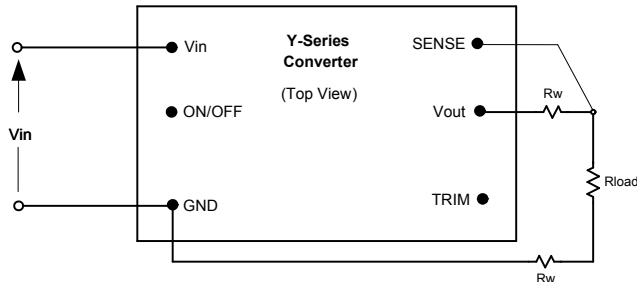 Y-Series
Converter
(Top View)
Vin
SENSE
ON/OFF
Vout
Rw
Vin
Rload
GND
TRIM
Rw